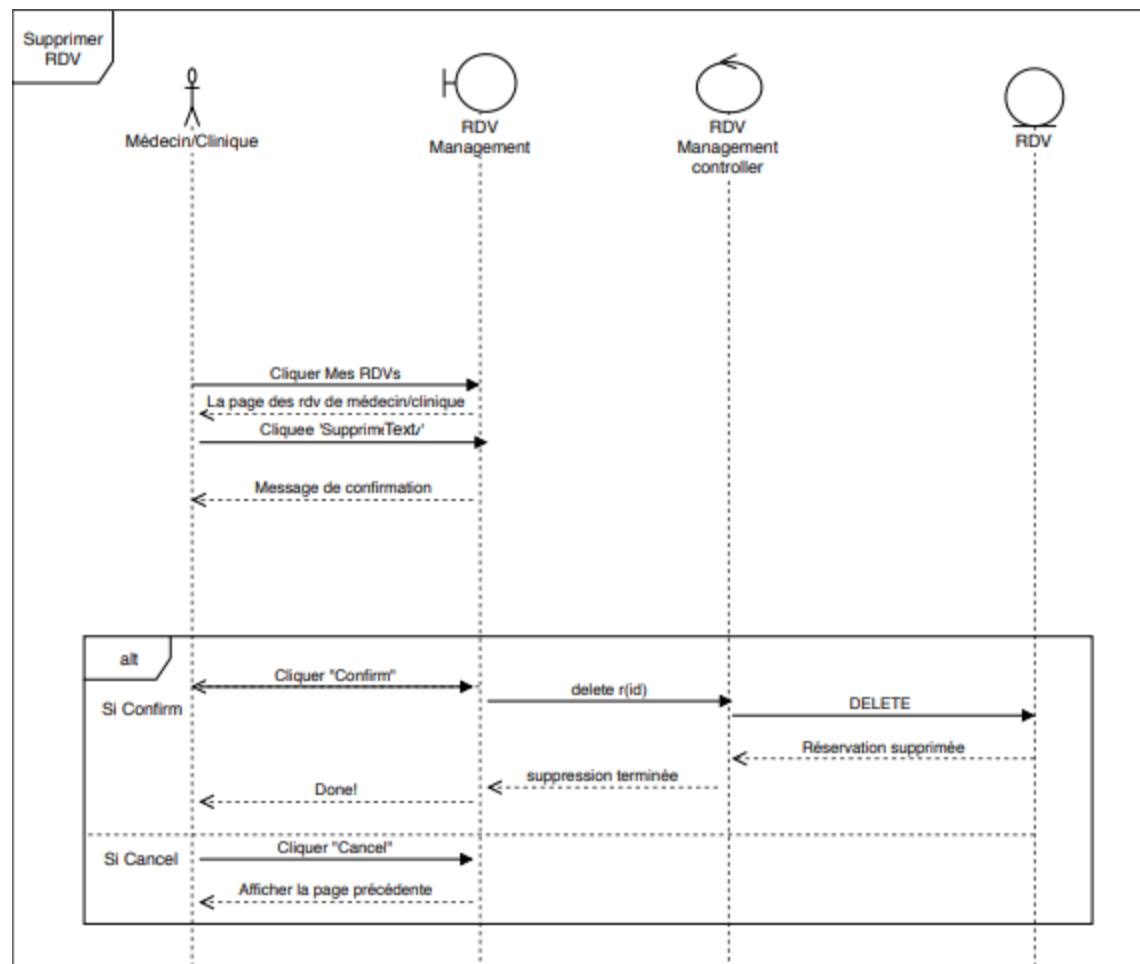 Supprimer
RDV
Médecin/Clinique
RDV
Management
RDV
Management
controller
RDV
Cliquer Mes RDVs
La page des rdv de médecin/clinique
Cliquee
Message de confirmation
alt
Cliquer "Confirm"
Si Confirm
delete r(id)
DELETE
Réservation supprimée
suppression terminée
Done!
Cliquer "Cancel"
Si Cancel
Afficher la page précédente